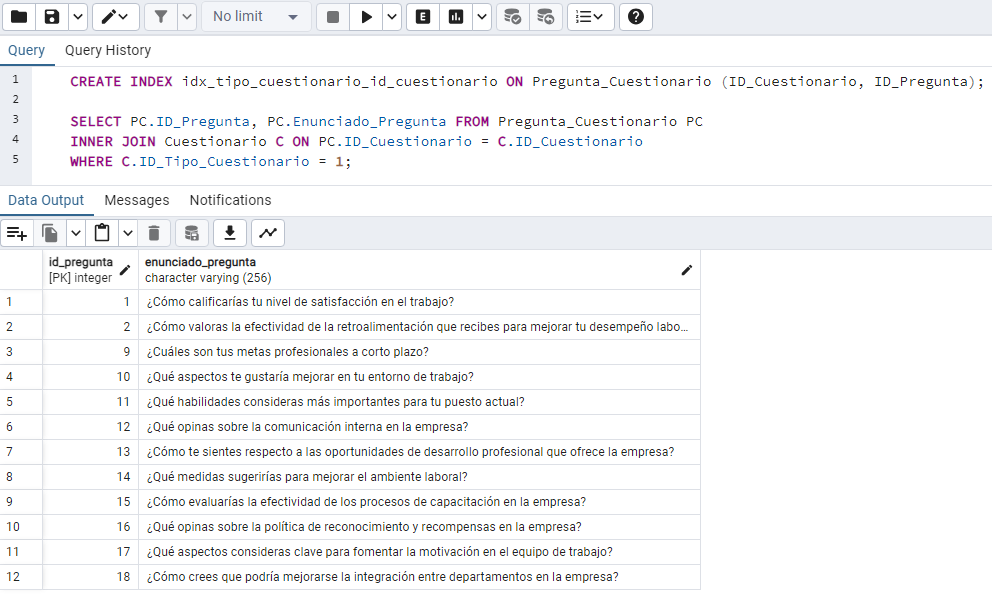 No limit
Query Query History
1 CREATE INDEX idx_tipo_cuestionario_id_cuestionario ON Pregunta_Cuestionario (ID_Cuestionario, ID_Pregunta);
2
3 SELECT PC.ID_Pregunta, PC.Enunciado_Pregunta FROM Pregunta_Cuestionario PC
4 INNER JOIN Cuestionario C ON PC.ID_Cuestionario = C.ID_Cuestionario
5 WHERE C.ID_Tipo_Cuestionario = 1;
Data Output Messages Notifications
id_pregunta enunciado_pregunta
[PK] integer character varying (256)
1 1 ¿Cómo calificarías tu nivel de satisfacción en el trabajo?
2 2 ¿Cómo valoras la efectividad de la retroalimentación que recibes para mejorar tu desempeño labo...
3 9 ¿Cuáles son tus metas profesionales a corto plazo?
4 10 ¿Qué aspectos te gustaría mejorar en tu entorno de trabajo?
5 11 ¿Qué habilidades consideras más importantes para tu puesto actual?
6 12 ¿Qué opinas sobre la comunicación interna en la empresa?
7 13 ¿Cómo te sientes respecto a las oportunidades de desarrollo profesional que ofrece la empresa?
8 14 ¿Qué medidas sugerirías para mejorar el ambiente laboral?
9 15 ¿Cómo evaluarías la efectividad de los procesos de capacitación en la empresa?
10 16 ¿Qué opinas sobre la política de reconocimiento y recompensas en la empresa?
11 17 ¿Qué aspectos consideras clave para fomentar la motivación en el equipo de trabajo?
12 18 ¿Cómo crees que podría mejorarse la integración entre departamentos en la empresa?